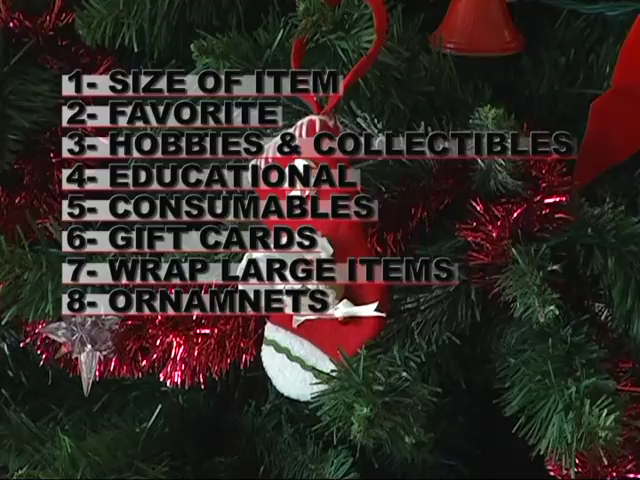 1- SIZE OF ITEM
2- FAVORITE
3- HOBBIES & COLLECTIBLES
4- EDUCATIONAL
5- CONSUMABLES
6- GIFT CARDS
7- WRAP LARGE ITEMS
8- ORNAMNETS